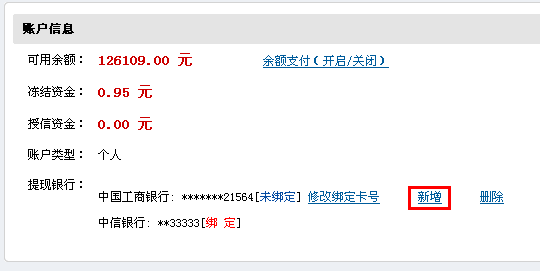 账户信息
可用余额： 126109.00 元 余额支付（开启/关闭）
冻结资金： 0.95 元
授信资金： 0.00 元
账户类型： 个人
提现银行：
中国工商银行: *******21564[未绑定] 修改绑定卡号 新增 删除
中信银行: **33333[绑 定]